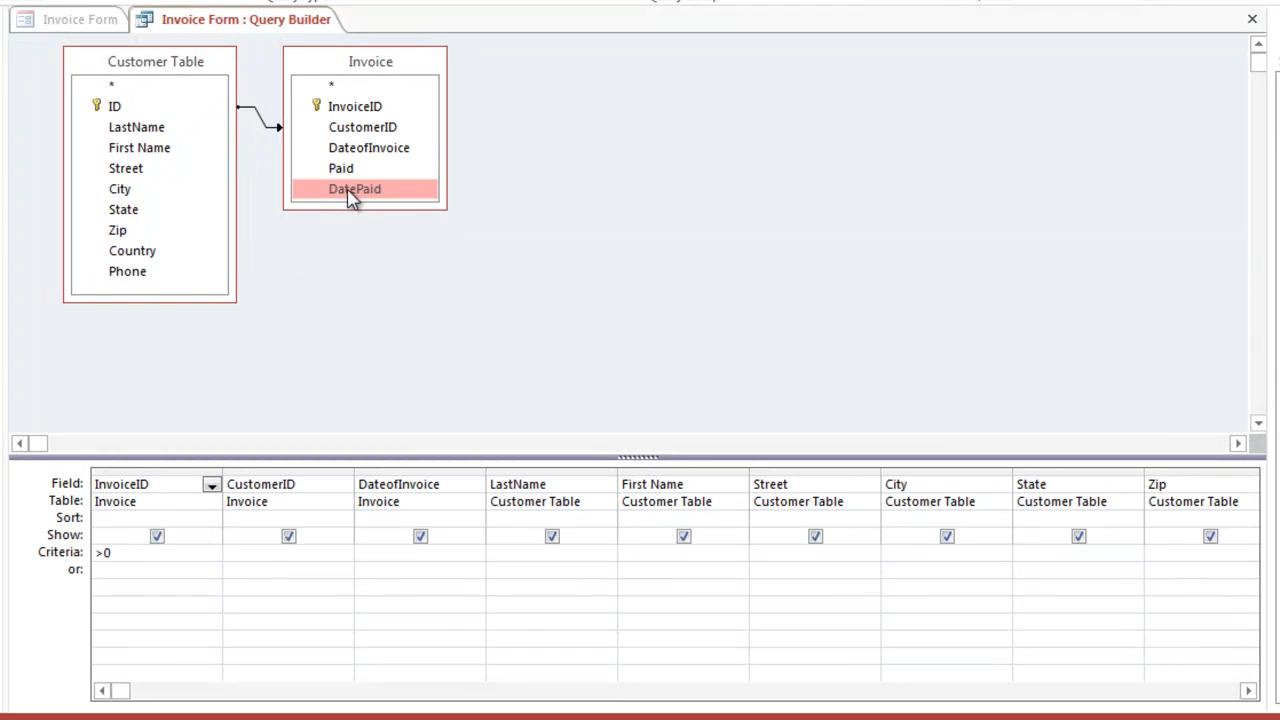 Invoice Form
Invoice Form : Query Builder
Customer Table
*
ID
LastName
First Name
Street
City
State
Zip
Country
Phone
Invoice
*
InvoiceID
CustomerID
DateofInvoice
Paid
DatePaid
Field: InvoiceID CustomerID DateofInvoice LastName First Name Street City State Zip
Table: Invoice Invoice Invoice Customer Table Customer Table Customer Table Customer Table Customer Table Customer Table
Sort:
Show:
Criteria: >0
or: